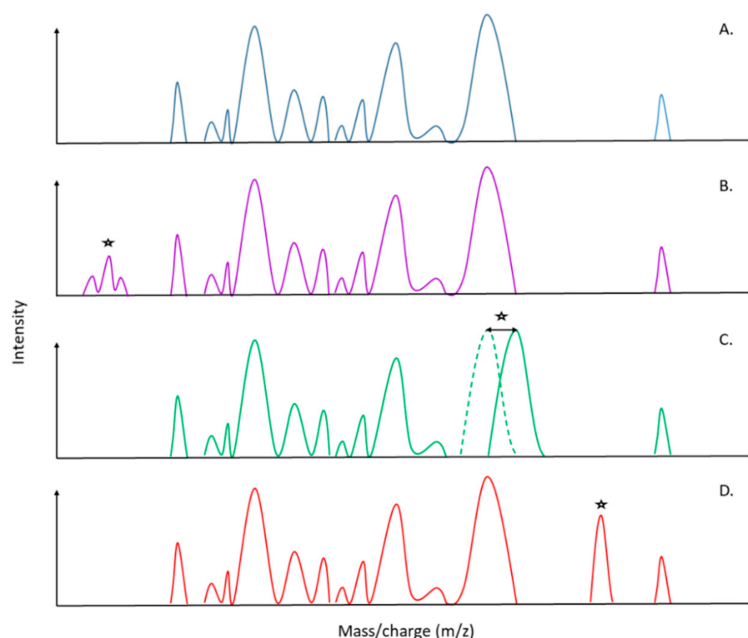 A.
B.
C.
D.
Intensity
Mass/charge (m/z)